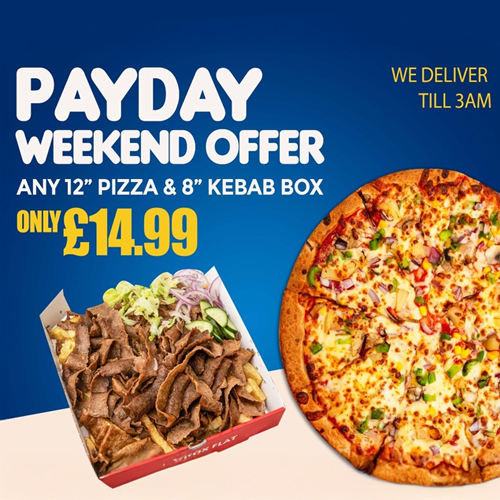 PAYDAY
WEEKEND OFFER
ANY 12” PIZZA & 8” KEBAB BOX
ONLY £14.99
WE DELIVER
TILL 3AM